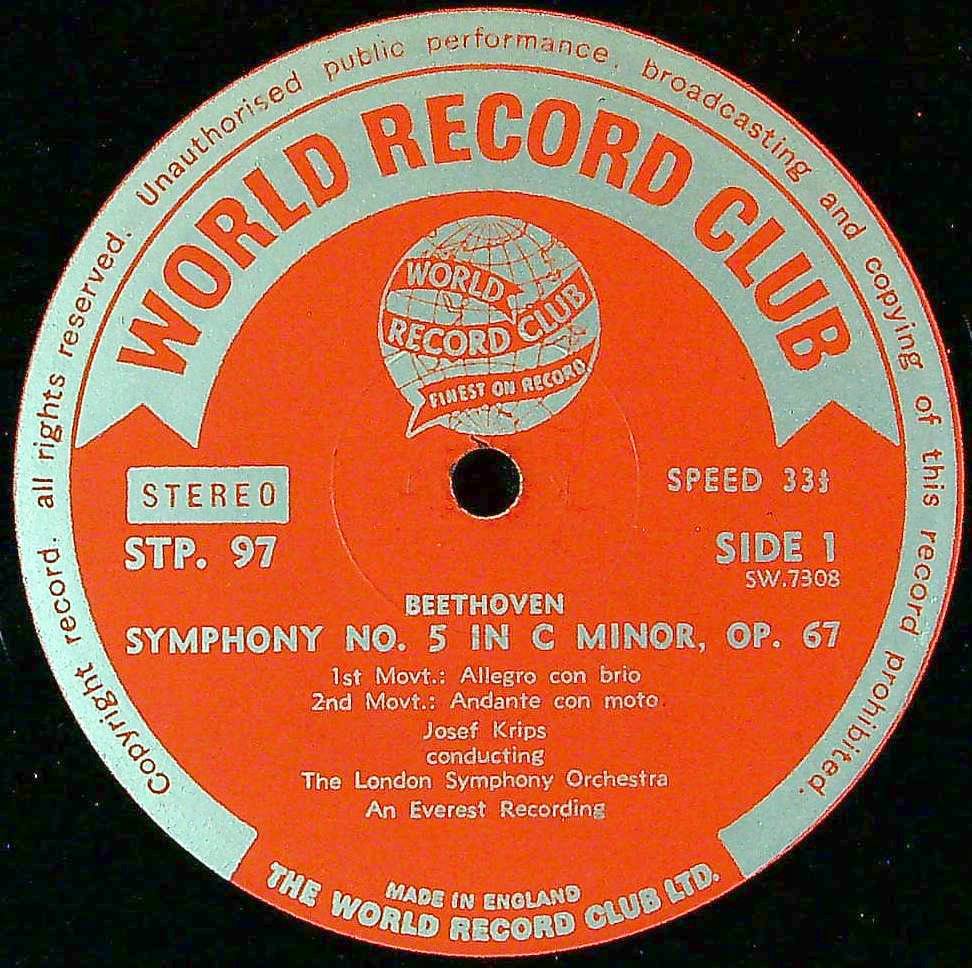 Copyright record. all rights reserved. Unauthorised public performance, broadcasting and copying of this record prohibited.
WORLD RECORD CLUB
WORLD
RECORD CLUB
FINEST ON RECORD
STEREO
SPEED 33⅓
STP. 97
SIDE 1
SW.7308
BEETHOVEN
SYMPHONY NO. 5 IN C MINOR, OP. 67
1st Movt.: Allegro con brio
2nd Movt.: Andante con moto
Josef Krips
conducting
The London Symphony Orchestra
An Everest Recording
MADE IN ENGLAND
THE WORLD RECORD CLUB LTD.